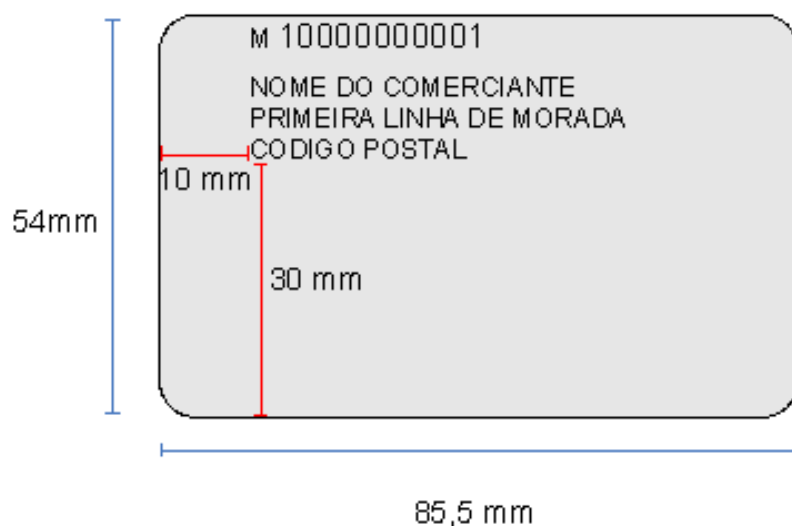 M 10000000001
NOME DO COMERCIANTE
PRIMEIRA LINHA DE MORADA
CODIGO POSTAL
10 mm
54mm
30 mm
85,5 mm